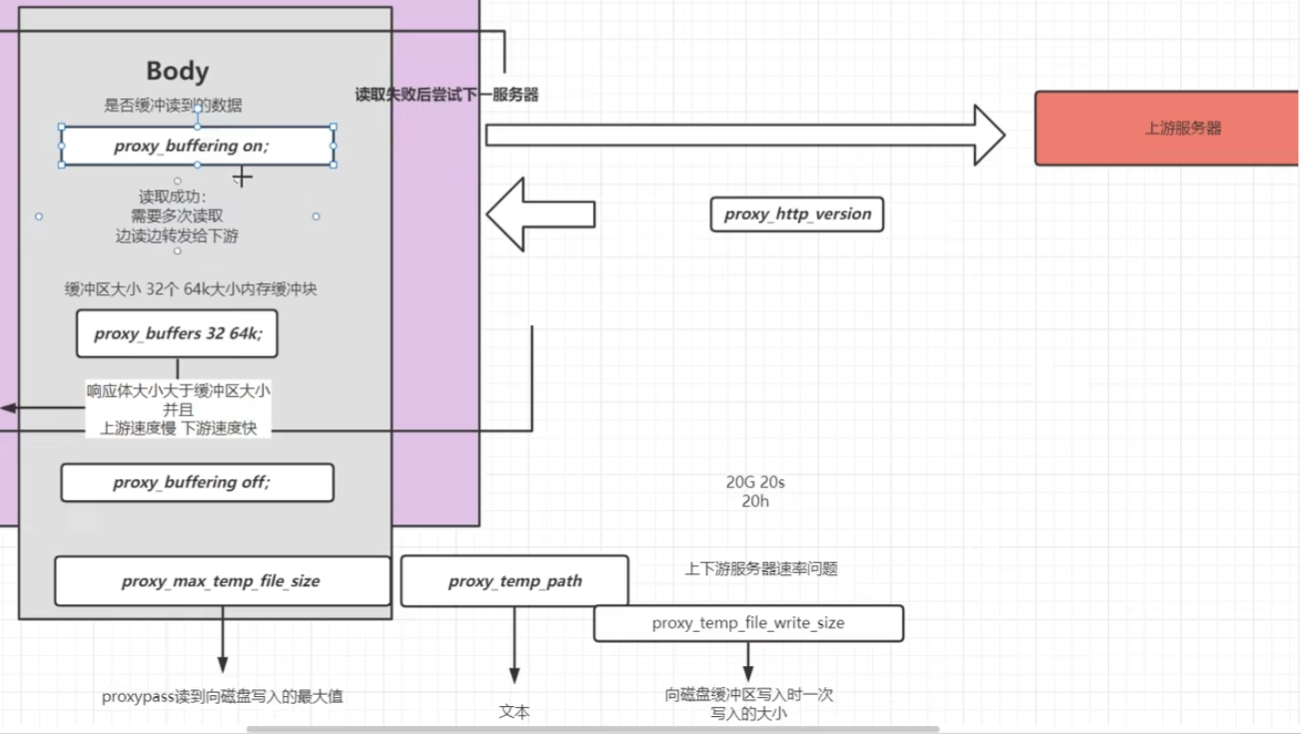 Body
是否缓冲读到的数据
proxy_buffering on;
读取成功：
需要多次读取
边读边转发给下游
缓冲区大小 32个 64k大小内存缓冲块
proxy_buffers 32 64k;
响应体大小大于缓冲区大小
并且
上游速度慢 下游速度快
proxy_buffering off;
读取失败后尝试下一服务器
上游服务器
proxy_http_version
20G 20s
20h
上下游服务器速率问题
proxy_max_temp_file_size
proxy_temp_path
proxy_temp_file_write_size
proxypass读到向磁盘写入的最大值
文本
向磁盘缓冲区写入时一次
写入的大小